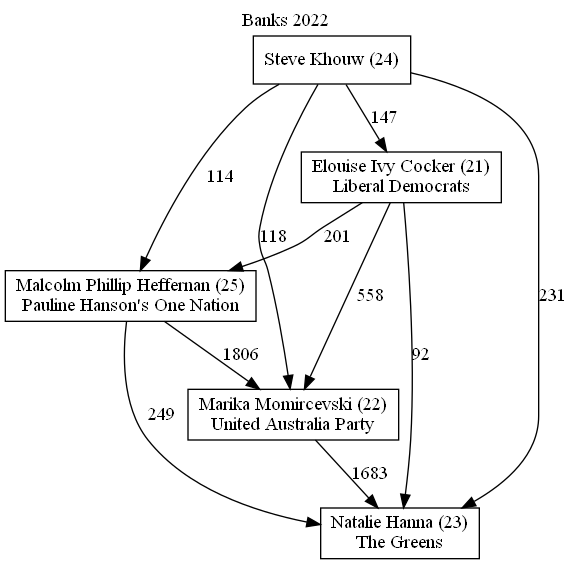 Banks 2022
Steve Khouw (24)
147
Elouise Ivy Cocker (21)
Liberal Democrats
114
118
201
Malcolm Phillip Heffernan (25)
Pauline Hanson's One Nation
558
231
1806
92
Marika Momircevski (22)
United Australia Party
249
1683
Natalie Hanna (23)
The Greens